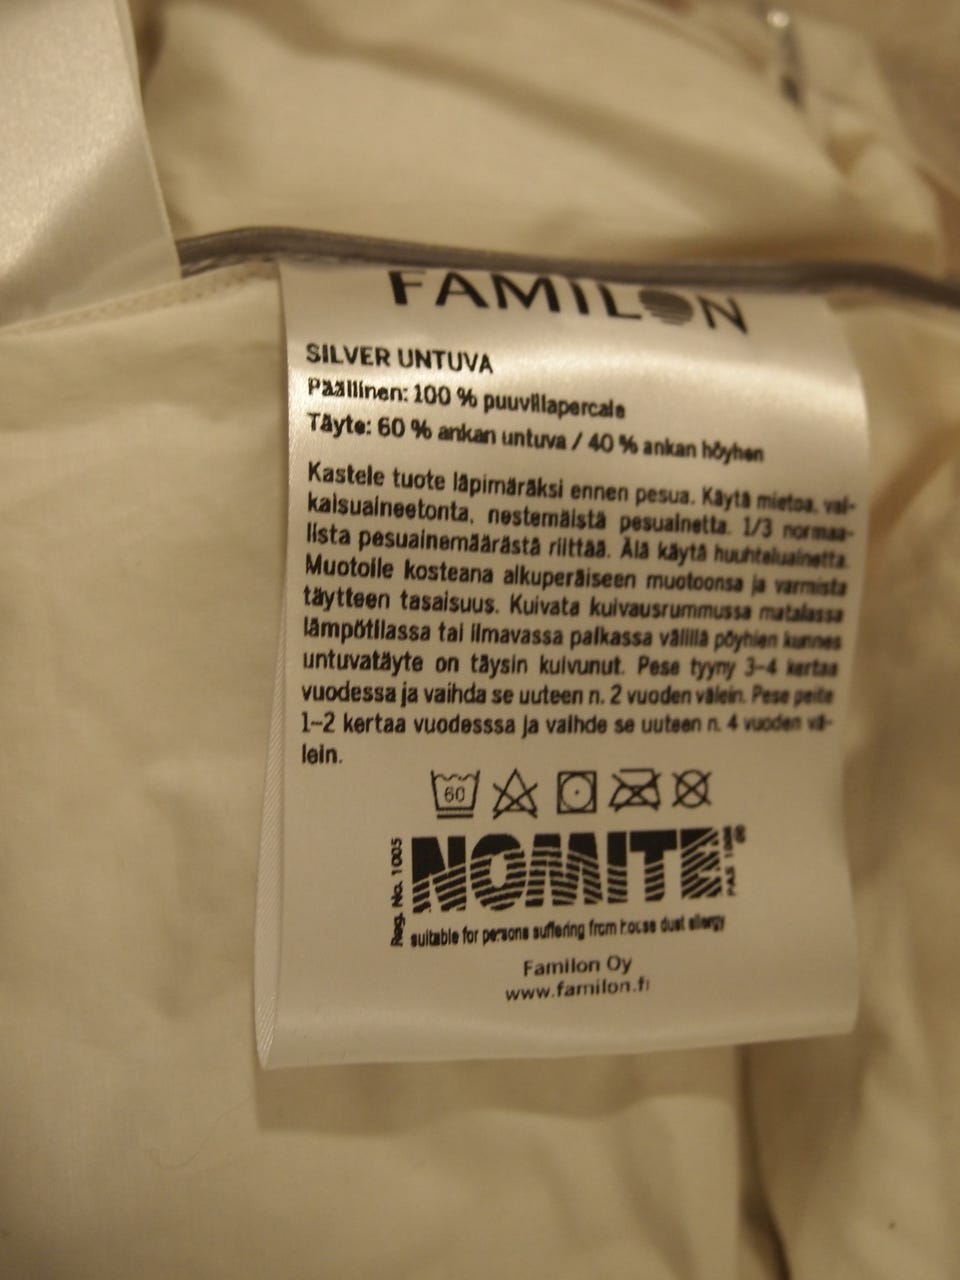 FAMILON
SILVER UNTUVA
Päällinen: 100 % puuvillapercale
Täyte: 60 % ankan untuva / 40 % ankan höyhen
Kastele tuote läpimäräksi ennen pesua. Käytä mietoa, val-
kaisuaineetonta, nestemäistä pesuainetta. 1/3 normaa-
lista pesuainemäärästä riittää. Älä käytä huuhteluainetta.
Muotoile kosteana alkuperäiseen muotoonsa ja varmista
täytteen tasaisuus. Kuivata kuivausrummussa matalassa
lämpötilassa tai ilmavassa paikassa välillä pöyhien kunnes
untuvatäyte on täysin kuivunut. Pese tyyny 3–4 kertaa
vuodessa ja vaihda se uuteen n. 2 vuoden välein. Pese peite
1–2 kertaa vuodesssa ja vaihde se uuteen n. 4 vuoden vä-
lein.
60
Reg. No. 1005
NOMITE®
suitable for persons suffering from house dust allergy
Familon Oy
www.familon.fi